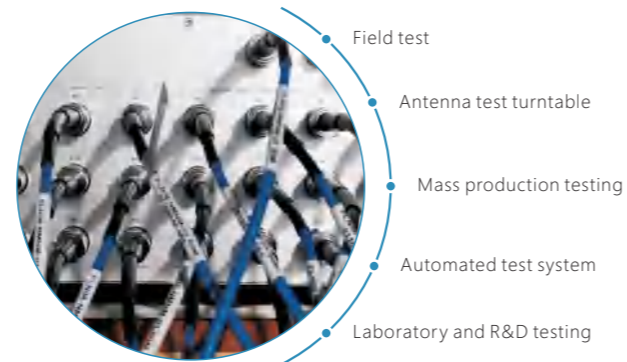 Field test
Antenna test turntable
Mass production testing
Automated test system
Laboratory and R&D testing